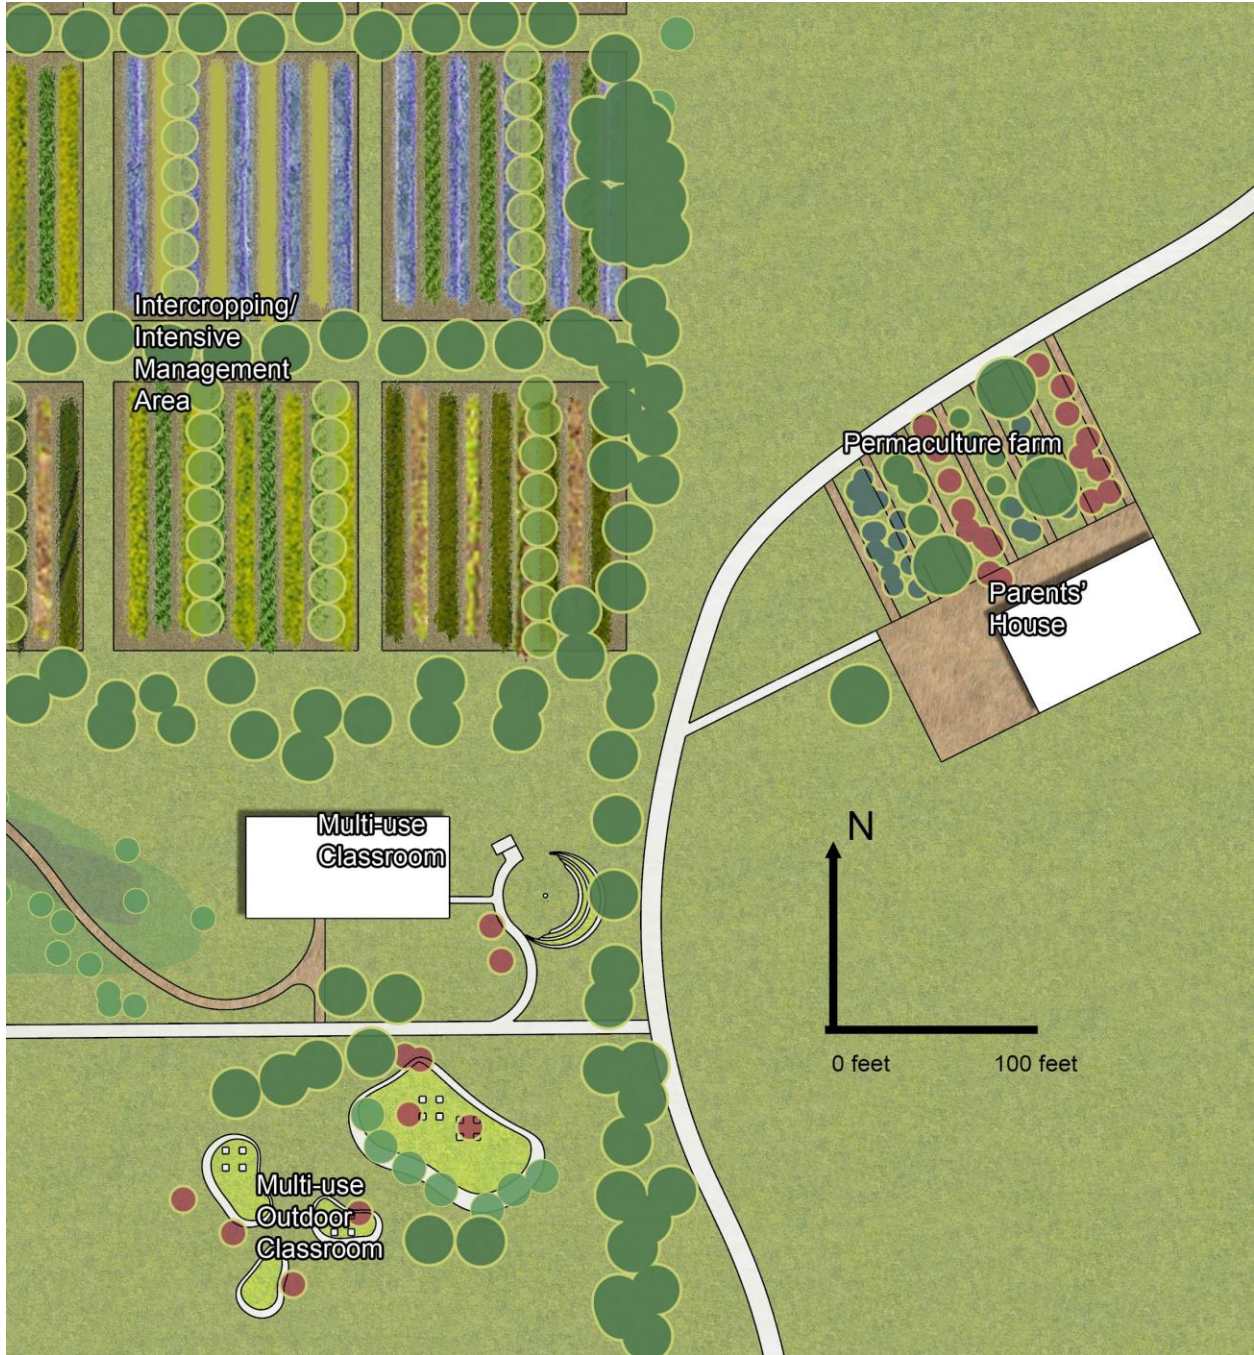 Intercropping/
Intensive
Management
Area
Permaculture farm
Parents'
House
Multi-use
Classroom
N
0 feet
100 feet
Multi-use
Outdoor
Classroom